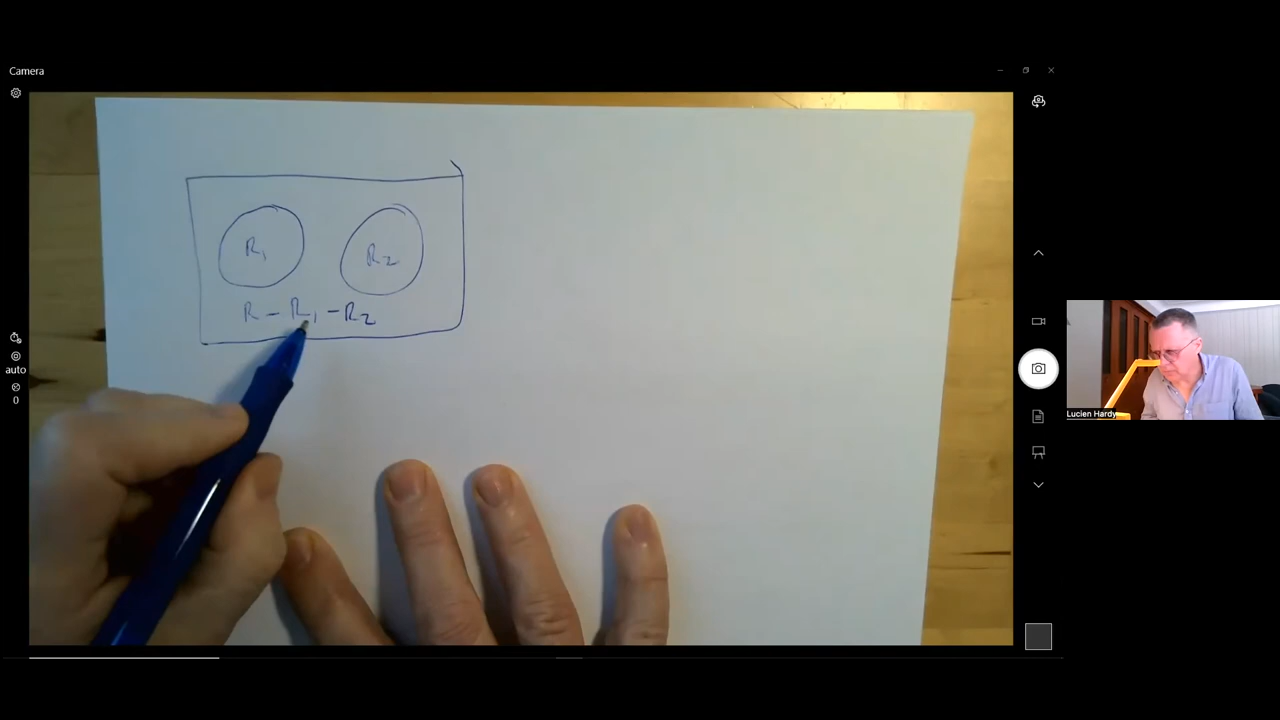 Camera
R₁
R₂
R - R₁ - R₂
auto
0
Lucien Hardy